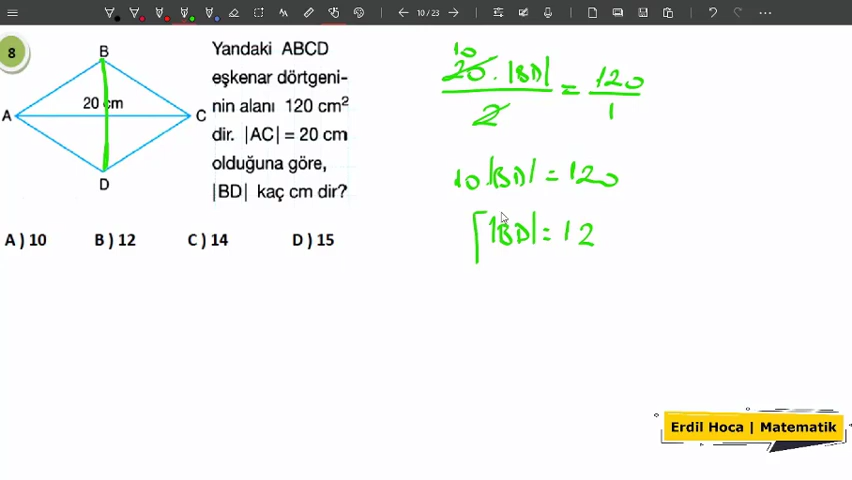 10/23
8
B
20 cm
A
C
D
Yandaki ABCD
eşkenar dörtgeni-
nin alanı 120 cm²
dir. |AC| = 20 cm
olduğuna göre,
|BD| kaç cm dir?
A ) 10 B ) 12 C ) 14 D ) 15
10
20 . |BD|
2
= 120
1
10 |BD| = 120
|BD| = 12
Erdil Hoca | Matematik